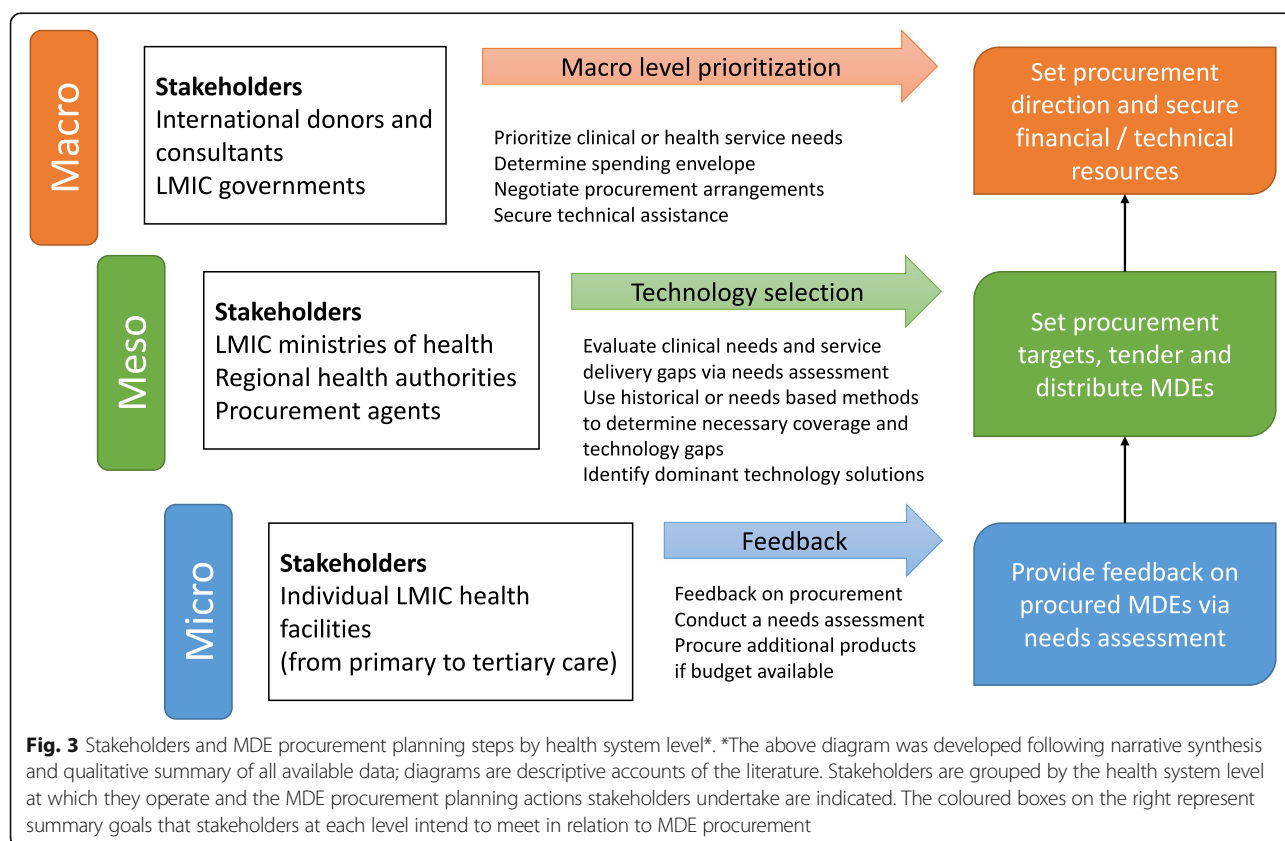 Macro
Stakeholders
International donors and
consultants
LMIC governments
Macro level prioritization
Prioritize clinical or health service needs
Determine spending envelope
Negotiate procurement arrangements
Secure technical assistance
Set procurement
direction and secure
financial / technical
resources
Meso
Stakeholders
LMIC ministries of health
Regional health authorities
Procurement agents
Technology selection
Evaluate clinical needs and service
delivery gaps via needs assessment
Use historical or needs based methods
to determine necessary coverage and
technology gaps
Identify dominant technology solutions
Set procurement
targets, tender and
distribute MDEs
Micro
Stakeholders
Individual LMIC health
facilities
(from primary to tertiary care)
Feedback
Feedback on procurement
Conduct a needs assessment
Procure additional products
if budget available
Provide feedback on
procured MDEs via
needs assessment
Fig. 3 Stakeholders and MDE procurement planning steps by health system level*. *The above diagram was developed following narrative synthesis
and qualitative summary of all available data; diagrams are descriptive accounts of the literature. Stakeholders are grouped by the health system level
at which they operate and the MDE procurement planning actions stakeholders undertake are indicated. The coloured boxes on the right represent
summary goals that stakeholders at each level intend to meet in relation to MDE procurement